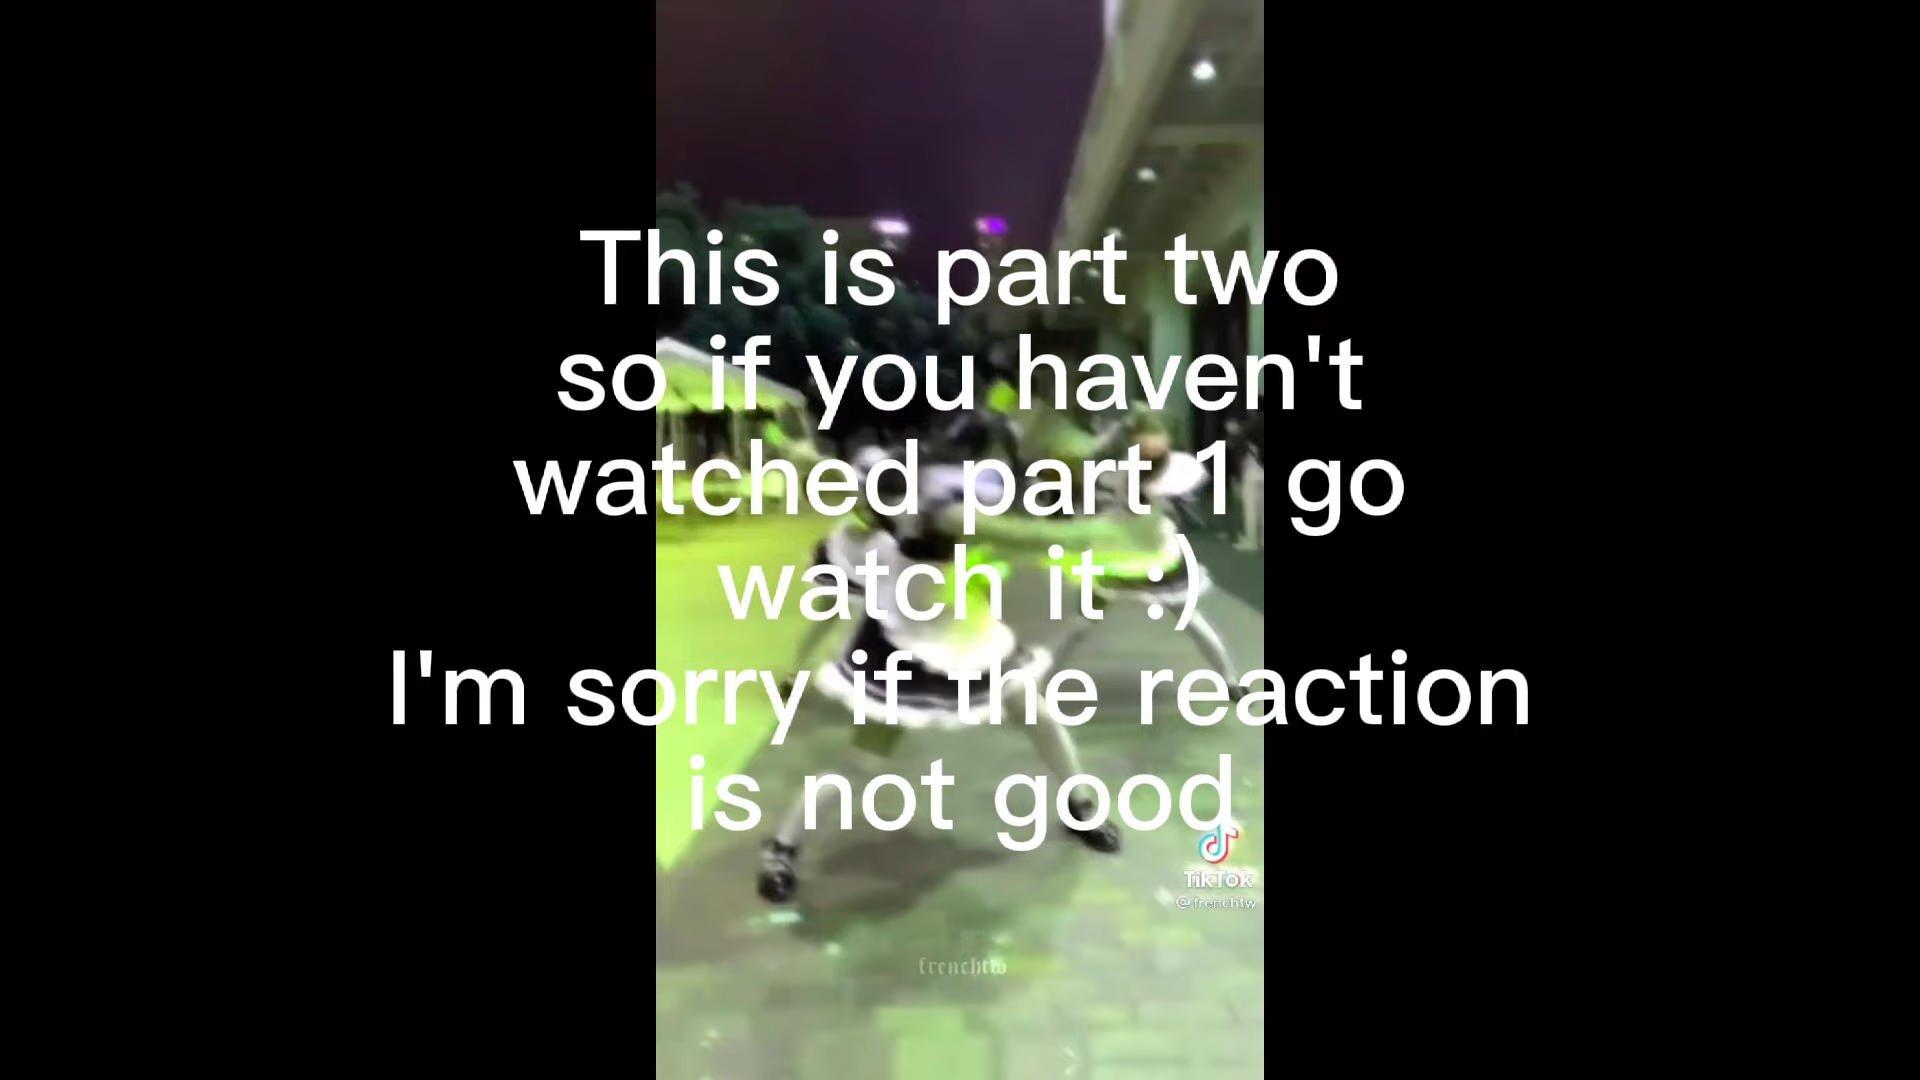 This is part two
so if you haven't
watched part 1 go
watch it :)
I'm sorry if the reaction
is not good
TikTok
@frenchtw
frenchtw